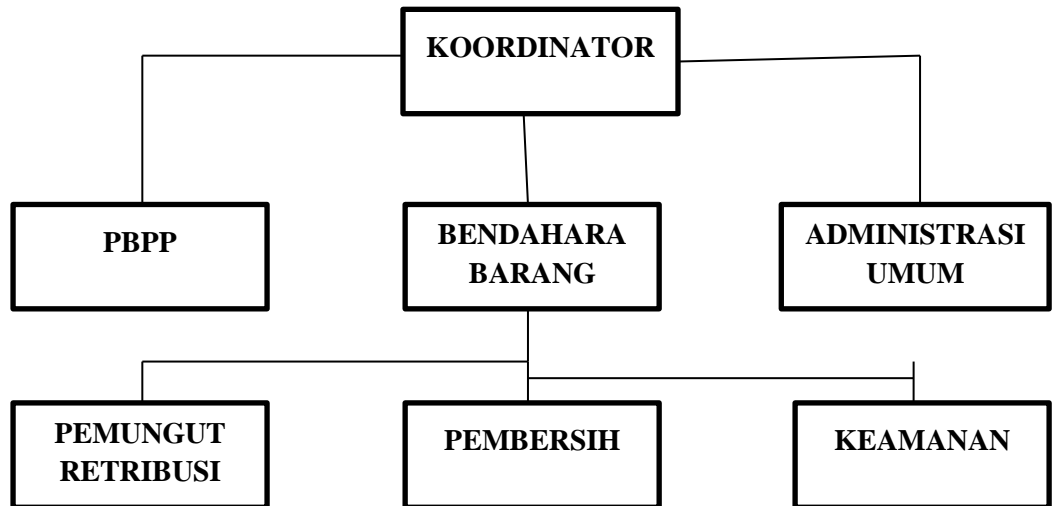 KOORDINATOR
PBPP
BENDAHARA
BARANG
ADMINISTRASI
UMUM
PEMUNGUT
RETRIBUSI
PEMBERSIH
KEAMANAN